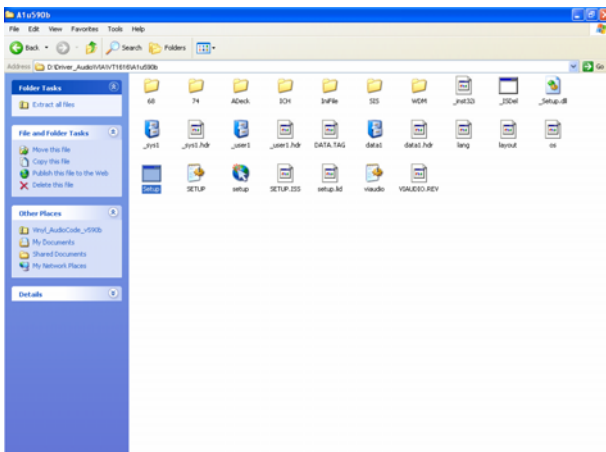 A1u590b
File Edit View Favorites Tools Help
Back Search Folders
Address D:\Driver_Audio\VIA\VT1616\A1u590b Go
Folder Tasks
Extract all files
File and Folder Tasks
Move this file
Copy this file
Publish this file to the Web
Delete this file
Other Places
Vinyl_AudioCode_v590b
My Documents
Shared Documents
My Network Places
Details
68 74 ADeck ICH IniFile SIS WDM _inst32i _ISDel _Setup.dll
_sys1 _sys1.hdr _user1 _user1.hdr DATA.TAG data1 data1.hdr lang layout os
Setup SETUP setup SETUP.ISS setup.lid viaudio VIAUDIO.REV